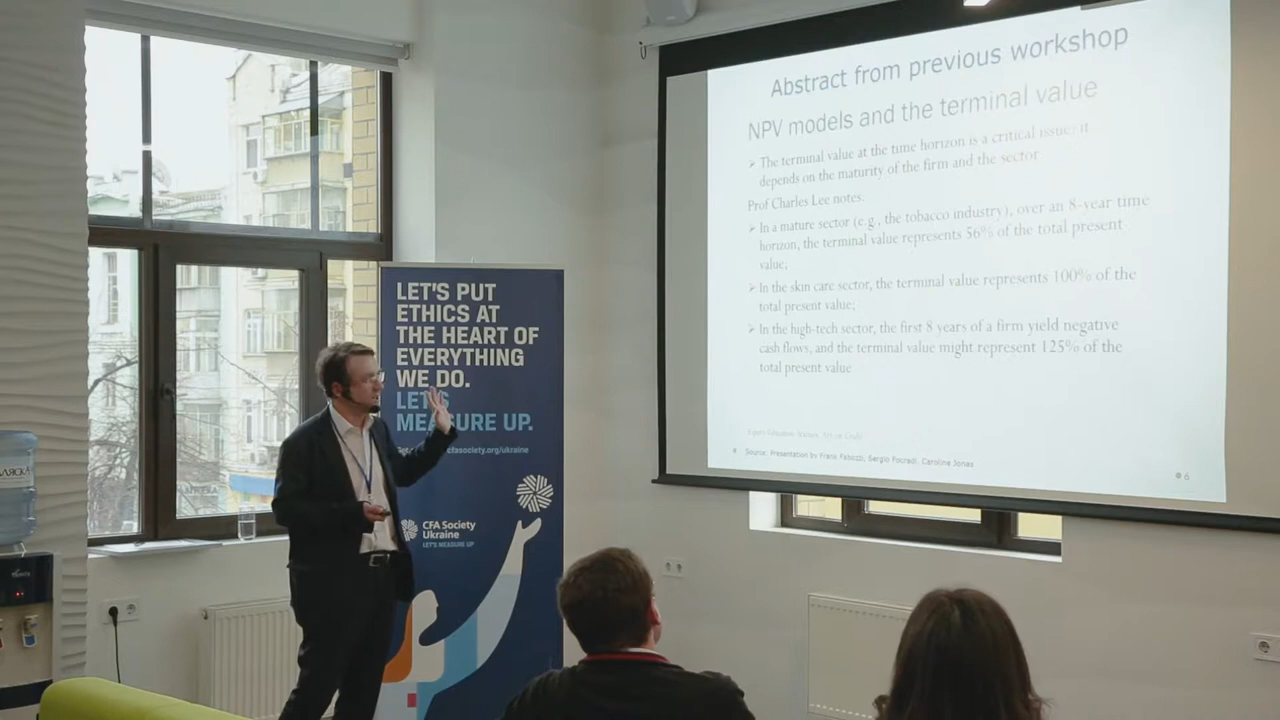 Abstract from previous workshop
NPV models and the terminal value
➢ The terminal value at the time horizon is a critical issue: it
depends on the maturity of the firm and the sector
Prof Charles Lee notes:
➢ In a mature sector (e.g., the tobacco industry), over an 8-year time
horizon, the terminal value represents 56% of the total present
value;
➢ In the skin care sector, the terminal value represents 100% of the
total present value;
➢ In the high-tech sector, the first 8 years of a firm yield negative
cash flows, and the terminal value might represent 125% of the
total present value
Source: Presentation by Frank Fabozzi, Sergio Focradi, Caroline Jonas
6
LET'S PUT
ETHICS AT
THE HEART OF
EVERYTHING
WE DO.
LET'S
MEASURE UP.
cfasociety.org/ukraine
CFA Society
Ukraine
LET'S MEASURE UP